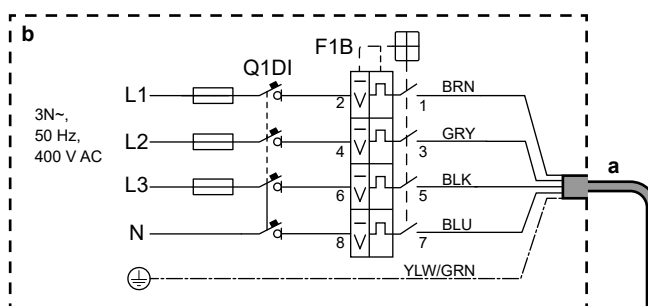 b
F1B
Q1DI
L1 2 1 BRN
3N~,
50 Hz,
400 V AC
L2 4 3 GRY
L3 6 5 BLK
a
N 8 7 BLU
YLW/GRN